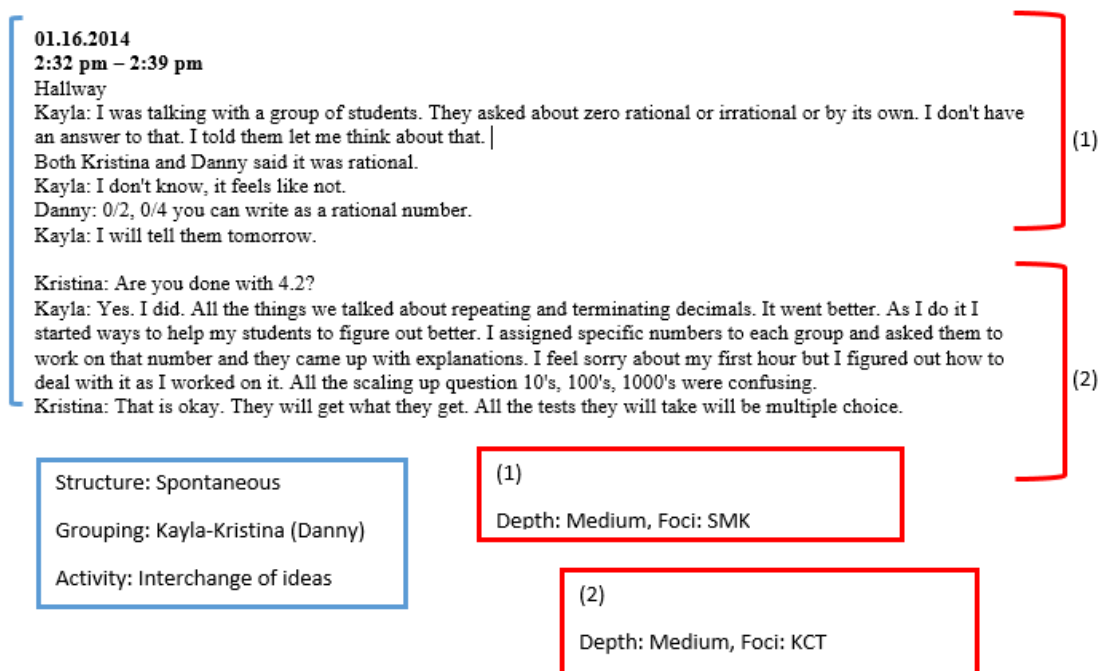 01.16.2014
2:32 pm – 2:39 pm
Hallway
Kayla: I was talking with a group of students. They asked about zero rational or irrational or by its own. I don't have
an answer to that. I told them let me think about that.
Both Kristina and Danny said it was rational.
Kayla: I don't know, it feels like not.
Danny: 0/2, 0/4 you can write as a rational number.
Kayla: I will tell them tomorrow.
(1)
Kristina: Are you done with 4.2?
Kayla: Yes. I did. All the things we talked about repeating and terminating decimals. It went better. As I do it I
started ways to help my students to figure out better. I assigned specific numbers to each group and asked them to
work on that number and they came up with explanations. I feel sorry about my first hour but I figured out how to
deal with it as I worked on it. All the scaling up question 10's, 100's, 1000's were confusing.
Kristina: That is okay. They will get what they get. All the tests they will take will be multiple choice.
(2)
Structure: Spontaneous
Grouping: Kayla-Kristina (Danny)
Activity: Interchange of ideas
(1)
Depth: Medium, Foci: SMK
(2)
Depth: Medium, Foci: KCT